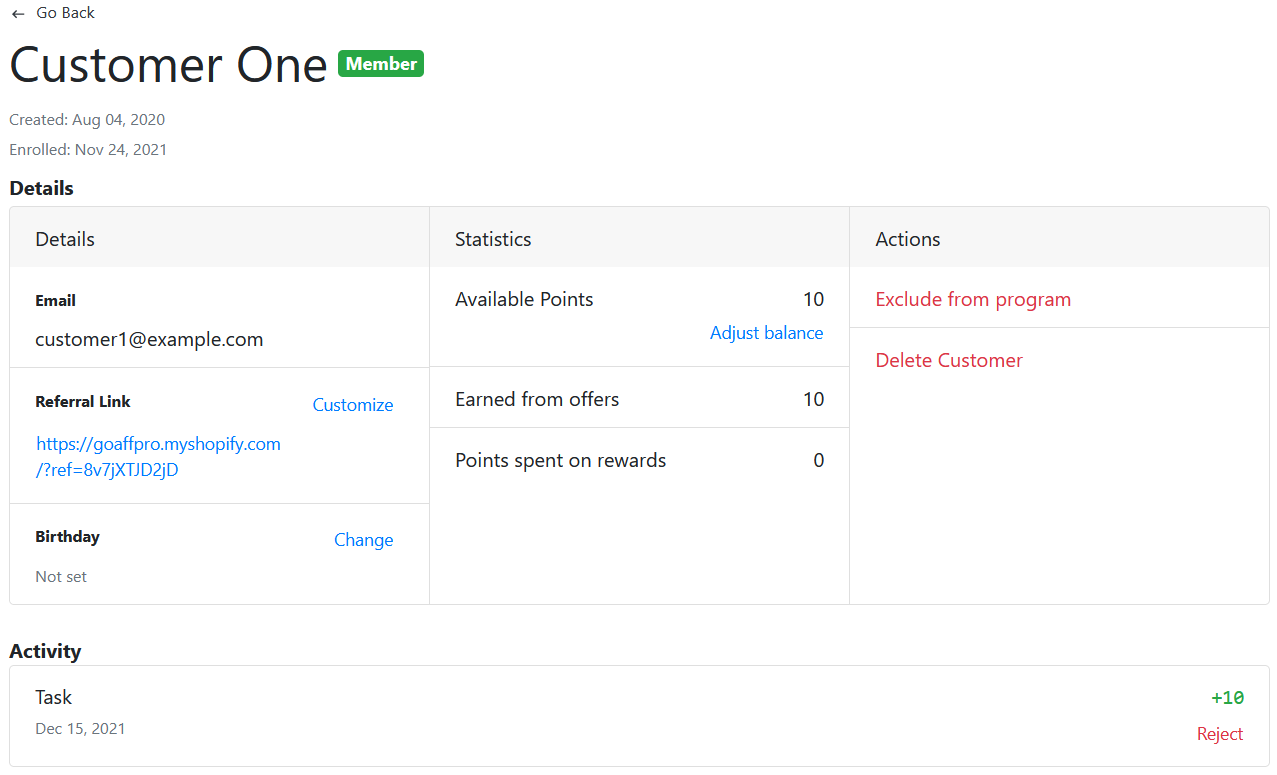 ← Go Back
Customer One Member
Created: Aug 04, 2020
Enrolled: Nov 24, 2021
Details
Details
Email
customer1@example.com
Referral Link Customize
https://goaffpro.myshopify.com
/?ref=8v7jXTJD2jD
Birthday Change
Not set
Statistics
Available Points 10
Adjust balance
Earned from offers 10
Points spent on rewards 0
Actions
Exclude from program
Delete Customer
Activity
Task +10
Dec 15, 2021
Reject